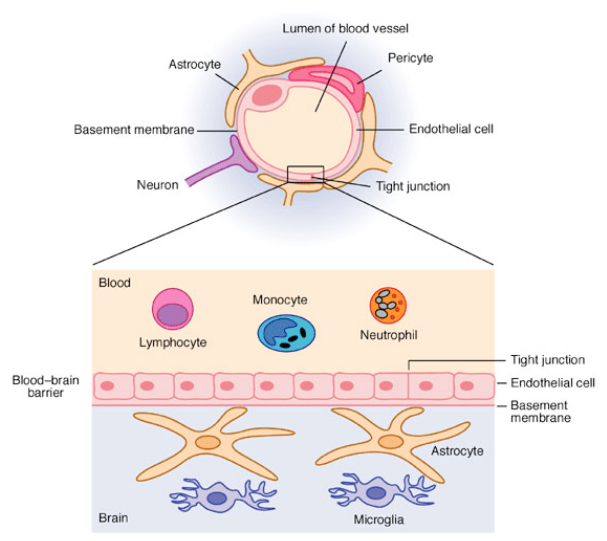 Lumen of blood vessel
Astrocyte
Pericyte
Basement membrane
Endothelial cell
Neuron
Tight junction
Blood
Monocyte
Lymphocyte
Neutrophil
Tight junction
Blood–brain
barrier
Endothelial cell
Basement
membrane
Astrocyte
Brain
Microglia